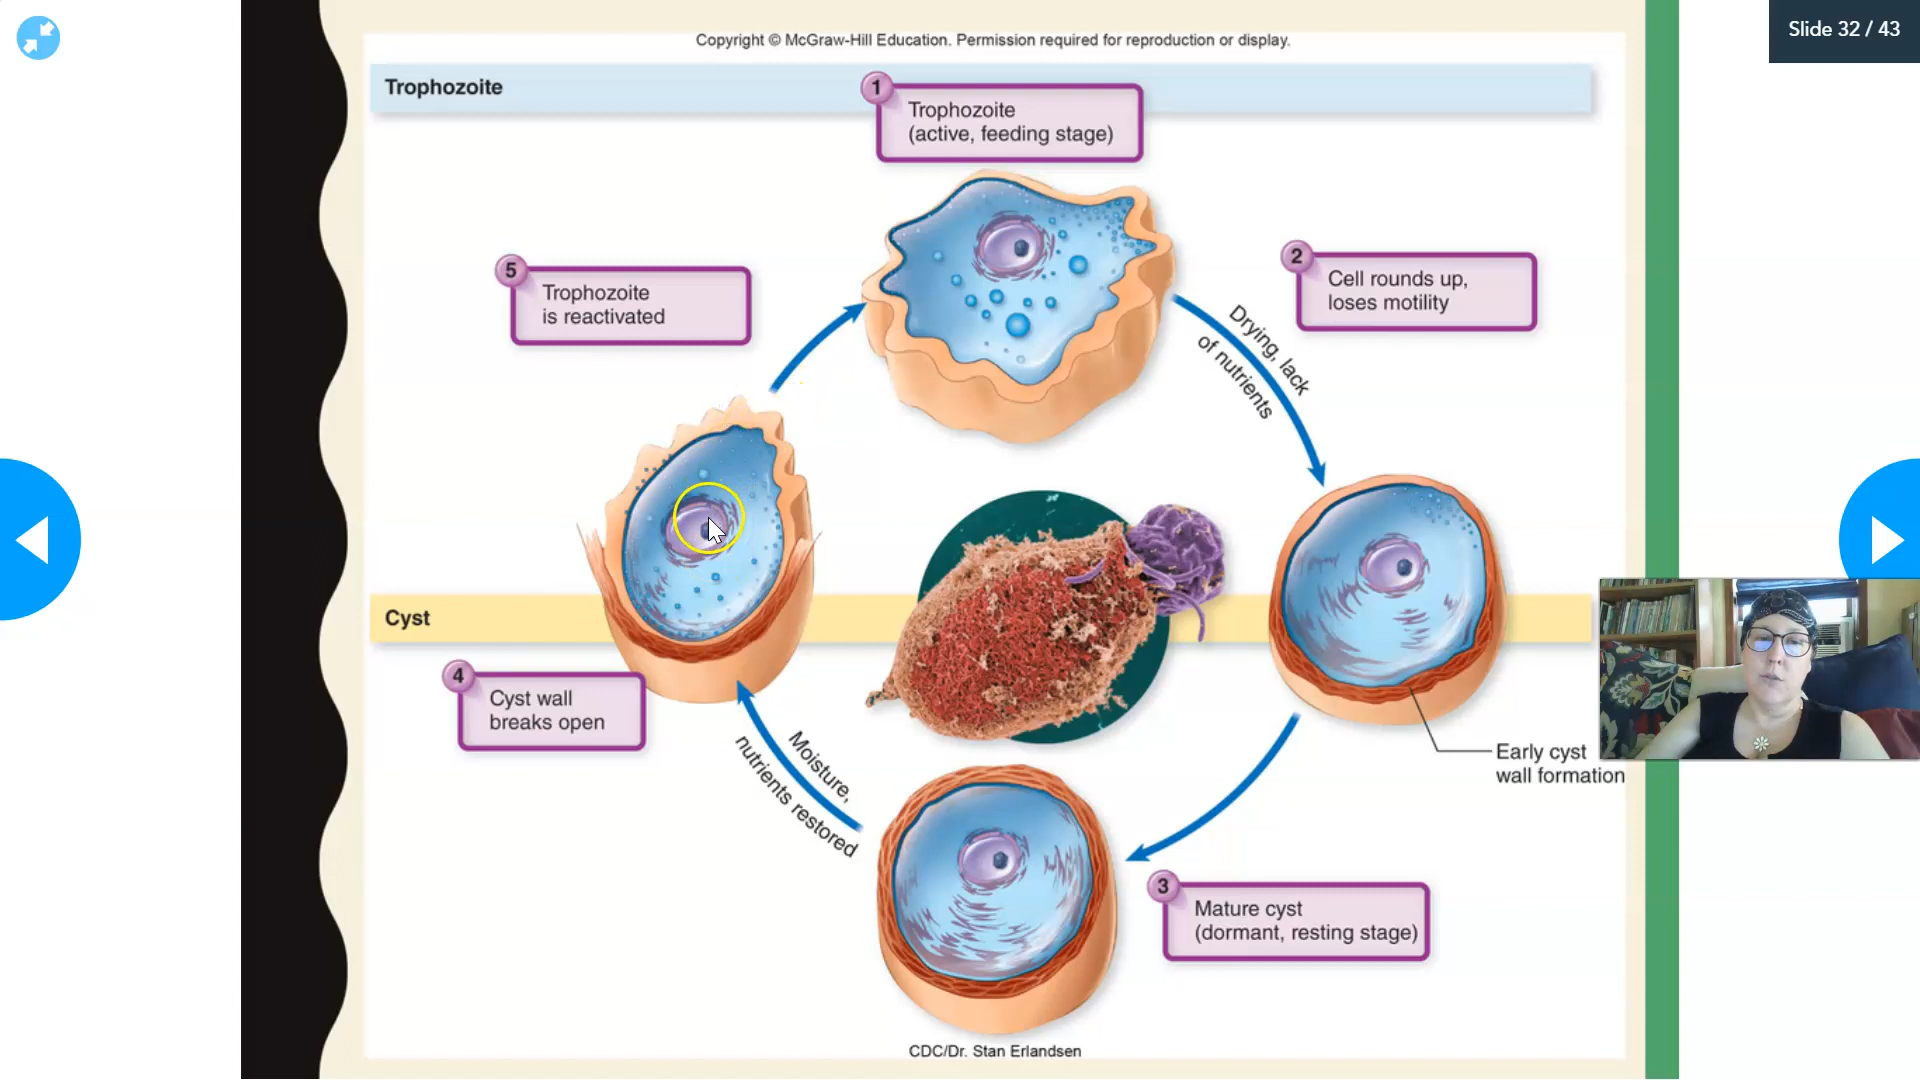 Slide 32 / 43
Copyright © McGraw-Hill Education. Permission required for reproduction or display.
Trophozoite
1
Trophozoite
(active, feeding stage)
2
Cell rounds up,
loses motility
Drying, lack
of nutrients
Early cyst
wall formation
3
Mature cyst
(dormant, resting stage)
Moisture,
nutrients restored
Cyst
4
Cyst wall
breaks open
5
Trophozoite
is reactivated
CDC/Dr. Stan Erlandsen